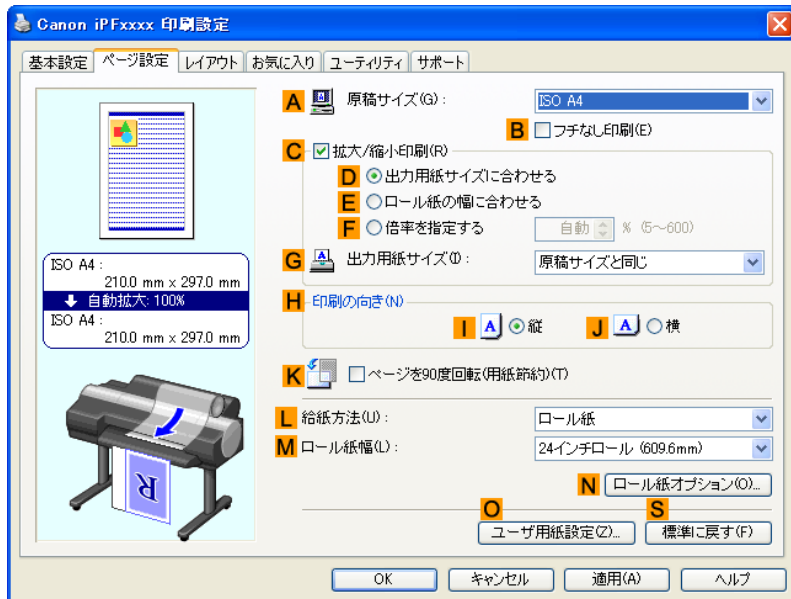 Canon iPFxxxx 印刷設定
基本設定 ページ設定 レイアウト お気に入り ユーティリティ サポート
A 原稿サイズ(G): ISO A4
B フチなし印刷(E)
C 拡大/縮小印刷(R)
D 出力用紙サイズに合わせる
E ロール紙の幅に合わせる
F 倍率を指定する 自動 % (5～600)
G A 出力用紙サイズ(I): 原稿サイズと同じ
ISO A4 :
210.0 mm x 297.0 mm
自動拡大: 100%
ISO A4 :
210.0 mm x 297.0 mm
H 印刷の向き(N)
I A 縦 J A 横
K ページを90度回転(用紙節約)(T)
L 給紙方法(U): ロール紙
M ロール紙幅(L): 24インチロール (609.6mm)
R
N ロール紙オプション(O)...
O S
ユーザ用紙設定(Z)... 標準に戻す(F)
OK キャンセル 適用(A) ヘルプ